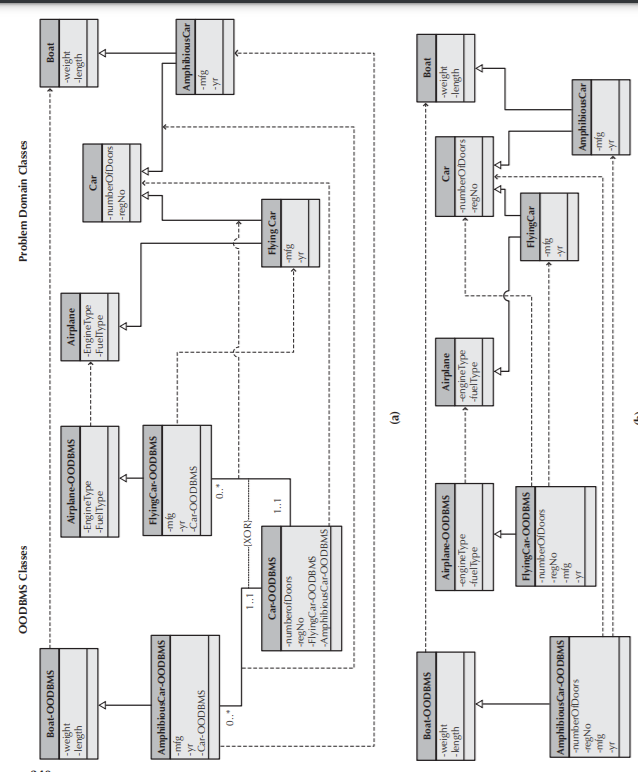 OODBMS Classes
Problem Domain Classes
Boat-OODBMS
-weight
-length
Airplane-OODBMS
-EngineType
-FuelType
Airplane
-EngineType
-FuelType
Car
-numberOfDoors
-regNo
Boat
-weight
-length
AmphibiousCar-OODBMS
-mfg
-yr
-Car-OODBMS
FlyingCar-OODBMS
-mfg
-yr
-Car-OODBMS
Flying Car
-mfg
-yr
AmphibiousCar
-mfg
-yr
0..*
1..1
{XOR}
0..*
1..1
Car-OODBMS
-numberofDoors
-regNo
-FlyingCar-OODBMS
-AmphibiousCar-OODBMS
(a)
Boat-OODBMS
-weight
-length
Airplane-OODBMS
-engineType
-fuelType
Airplane
-engineType
-fuelType
Car
-numberOfDoors
-regNo
Boat
-weight
-length
FlyingCar-OODBMS
-numberOfDoors
-regNo
-mfg
-yr
FlyingCar
-mfg
-yr
AmphibiousCar-OODBMS
-numberOfDoors
-regNo
-mfg
-yr
AmphibiousCar
-mfg
-yr